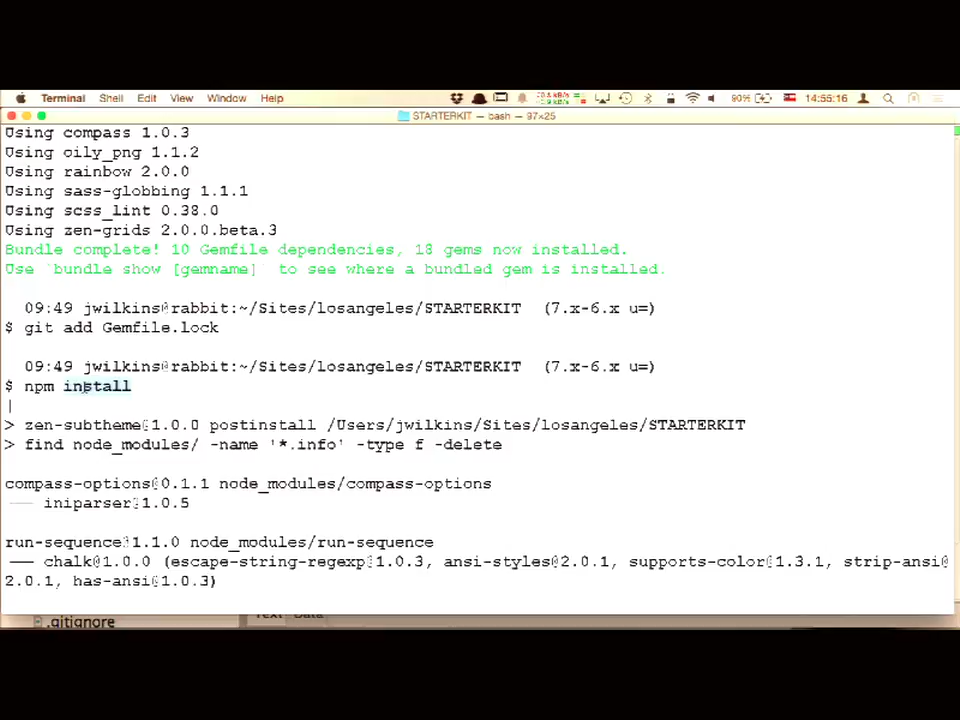 Terminal Shell Edit View Window Help 90% 14:55:16
STARTERKIT — bash — 97×25
Using compass 1.0.3
Using oily_png 1.1.2
Using rainbow 2.0.0
Using sass-globbing 1.1.1
Using scss_lint 0.38.0
Using zen-grids 2.0.0.beta.3
Bundle complete! 10 Gemfile dependencies, 18 gems now installed.
Use `bundle show [gemname]` to see where a bundled gem is installed.
09:49 jwilkins@rabbit:~/Sites/losangeles/STARTERKIT (7.x-6.x u=)
$ git add Gemfile.lock
09:49 jwilkins@rabbit:~/Sites/losangeles/STARTERKIT (7.x-6.x u=)
$ npm install
|
> zen-subtheme@1.0.0 postinstall /Users/jwilkins/Sites/losangeles/STARTERKIT
> find node_modules/ -name '*.info' -type f -delete
compass-options@0.1.1 node_modules/compass-options
── iniparser@1.0.5
run-sequence@1.1.0 node_modules/run-sequence
── chalk@1.0.0 (escape-string-regexp@1.0.3, ansi-styles@2.0.1, supports-color@1.3.1, strip-ansi@
2.0.1, has-ansi@1.0.3)
.gitignore Text Data